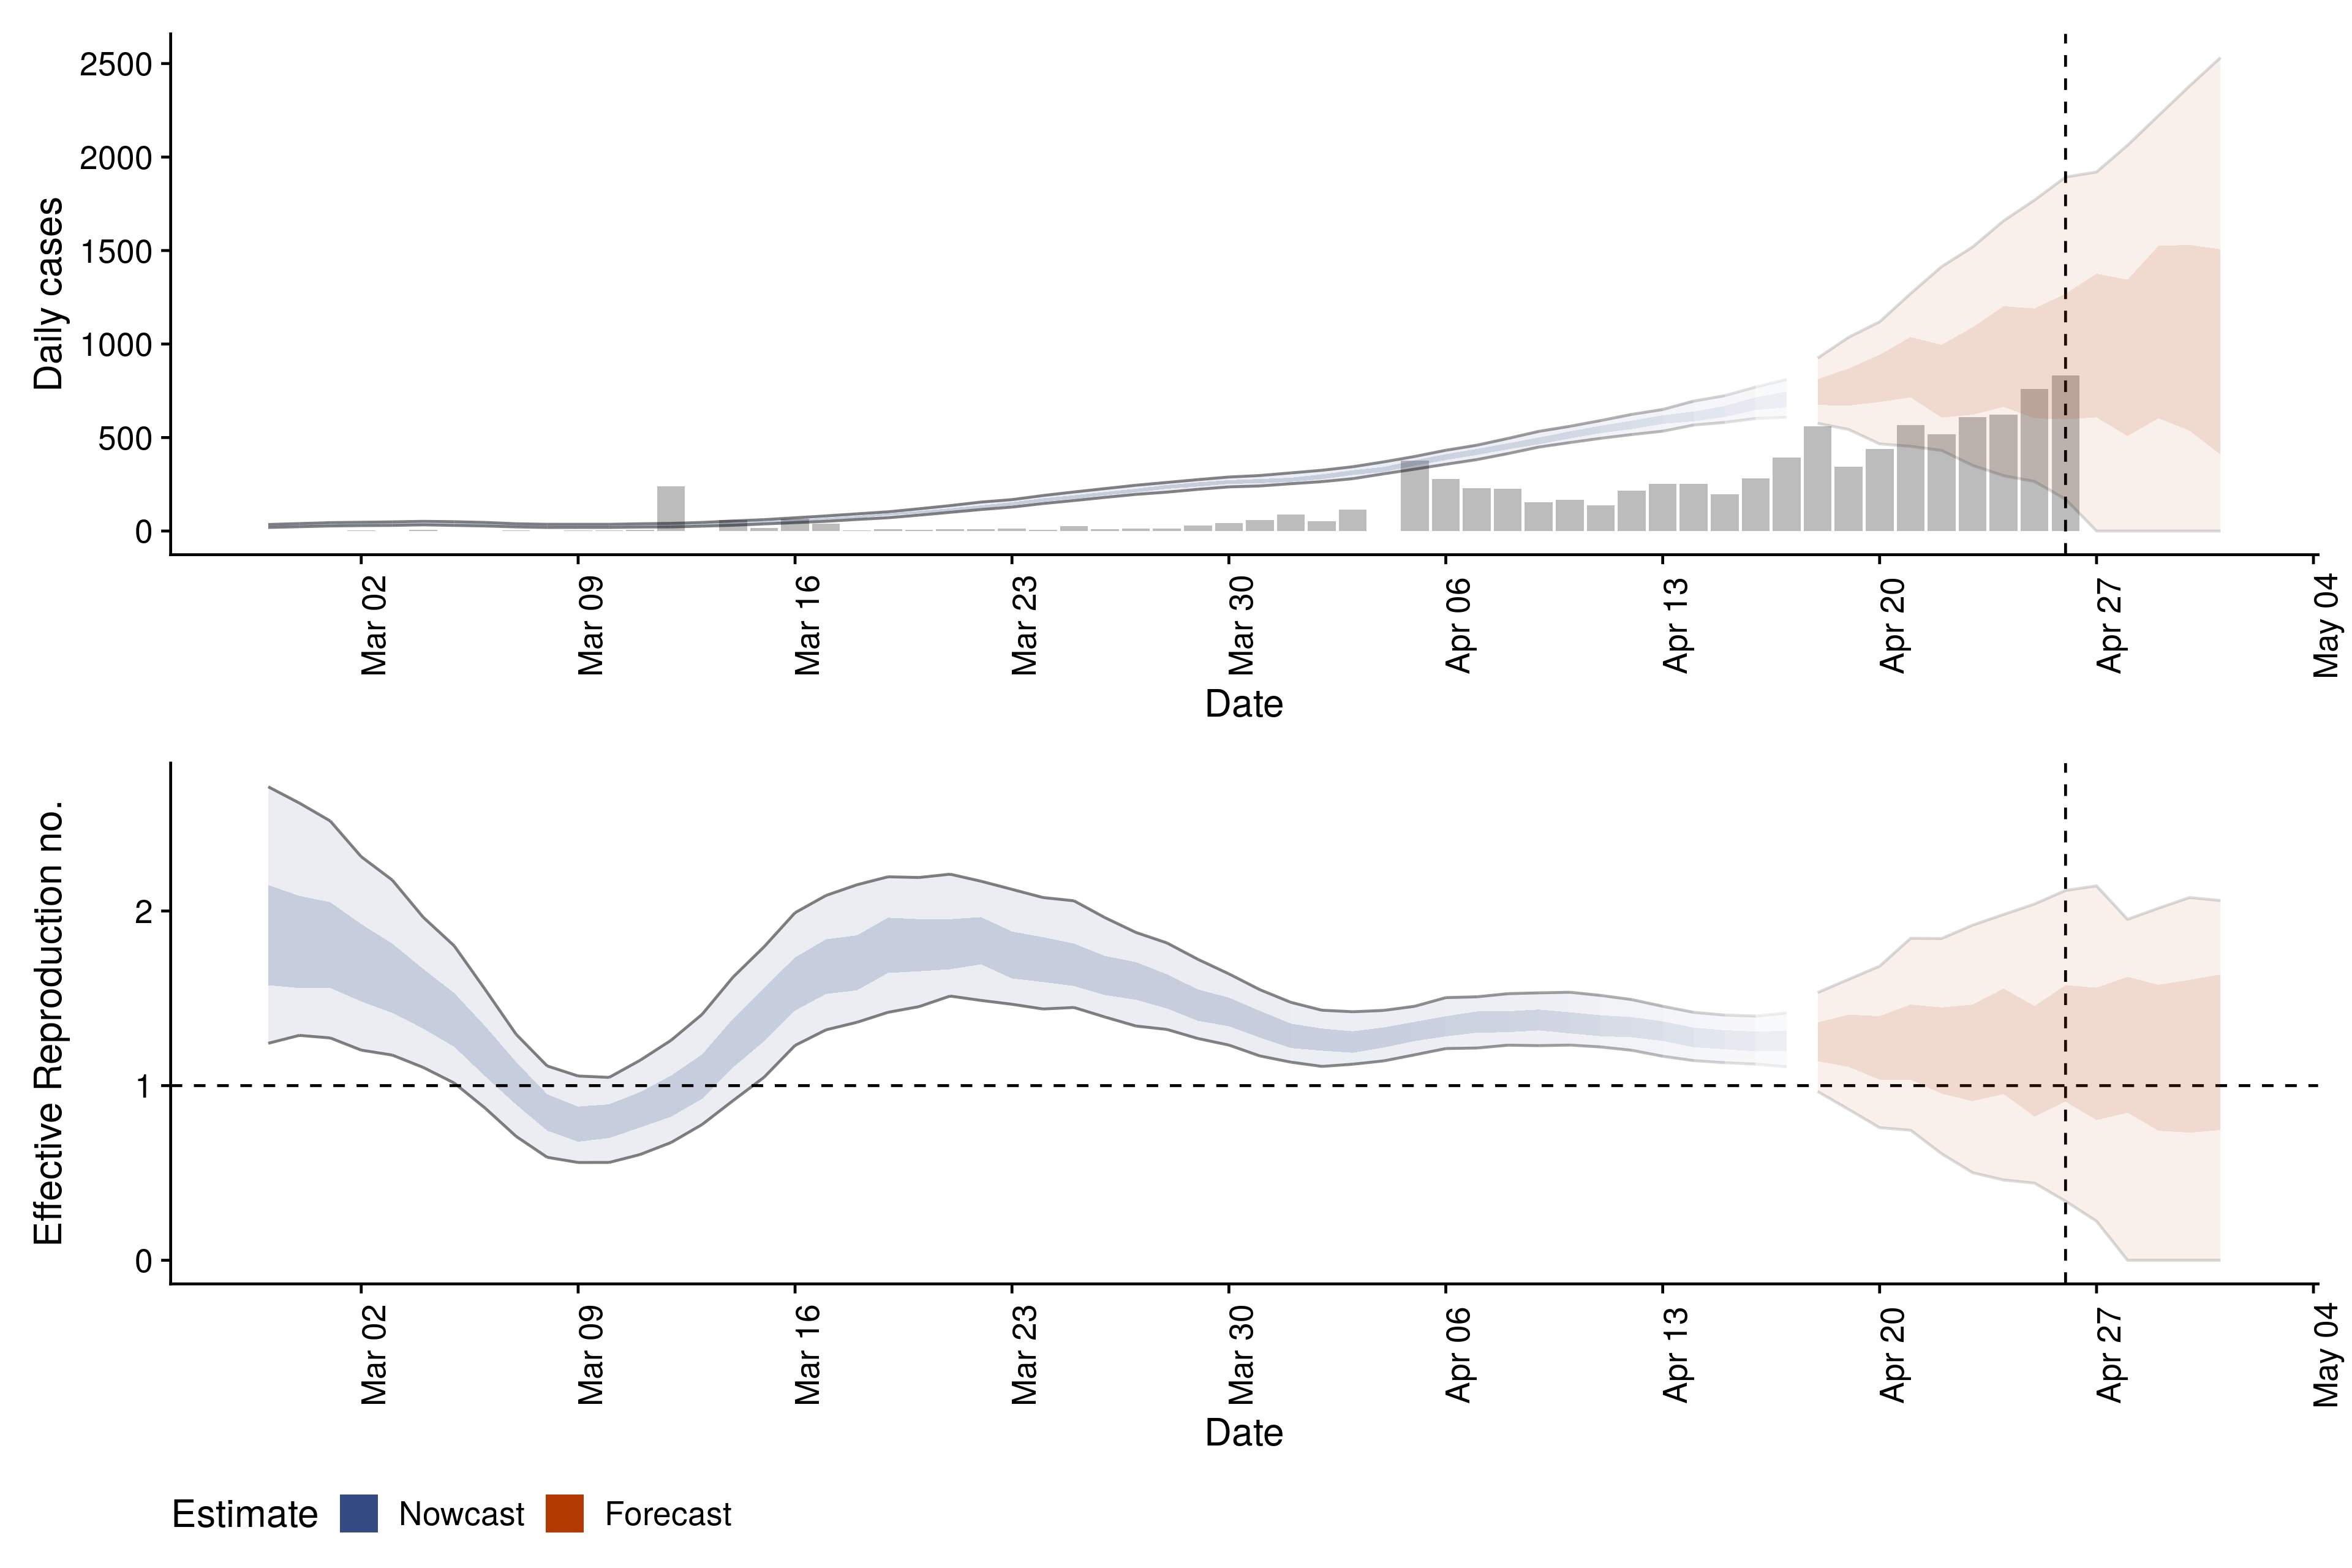 Daily cases
2500
2000
1500
1000
500
0
Mar 02
Mar 09
Mar 16
Mar 23
Mar 30
Apr 06
Apr 13
Apr 20
Apr 27
May 04
Date
Effective Reproduction no.
2
1
0
Mar 02
Mar 09
Mar 16
Mar 23
Mar 30
Apr 06
Apr 13
Apr 20
Apr 27
May 04
Date
Estimate Nowcast Forecast